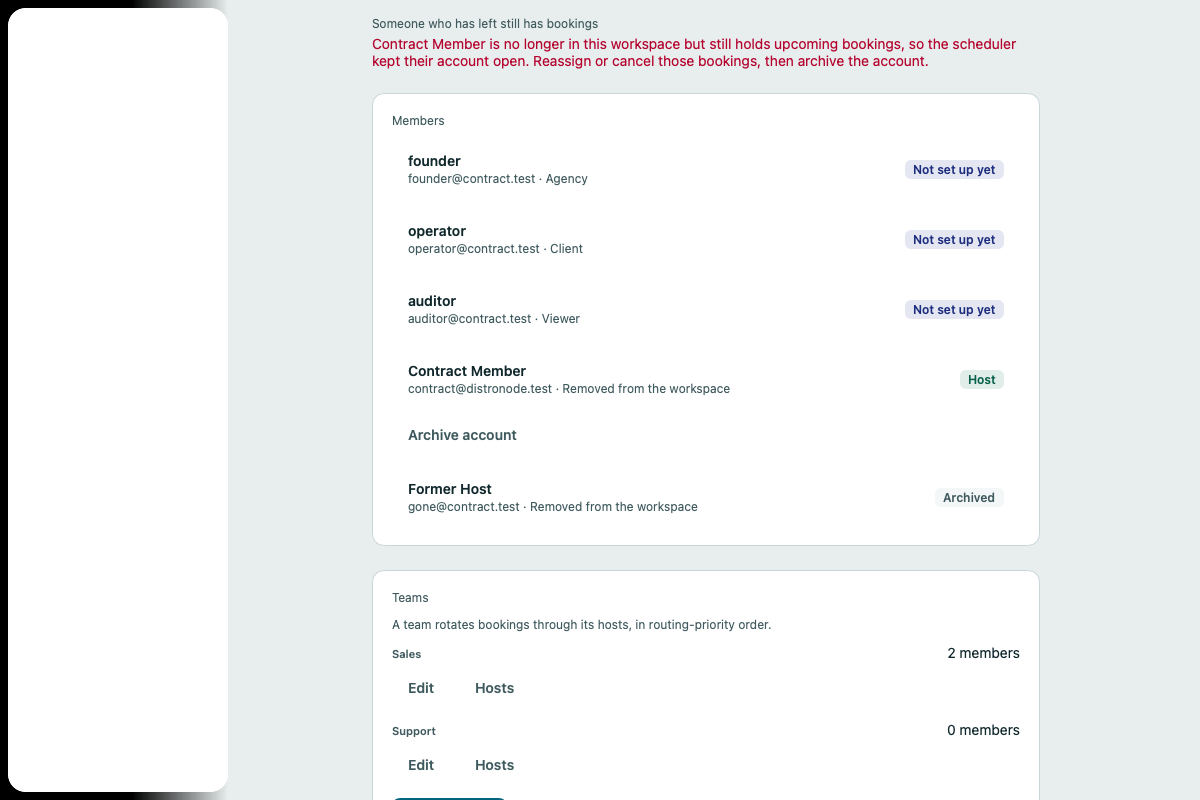 Someone who has left still has bookings
Contract Member is no longer in this workspace but still holds upcoming bookings, so the scheduler
kept their account open. Reassign or cancel those bookings, then archive the account.
Members
founder
founder@contract.test · Agency
Not set up yet
operator
operator@contract.test · Client
Not set up yet
auditor
auditor@contract.test · Viewer
Not set up yet
Contract Member
contract@distronode.test · Removed from the workspace
Host
Archive account
Former Host
gone@contract.test · Removed from the workspace
Archived
Teams
A team rotates bookings through its hosts, in routing-priority order.
Sales
2 members
Edit Hosts
Support
0 members
Edit Hosts